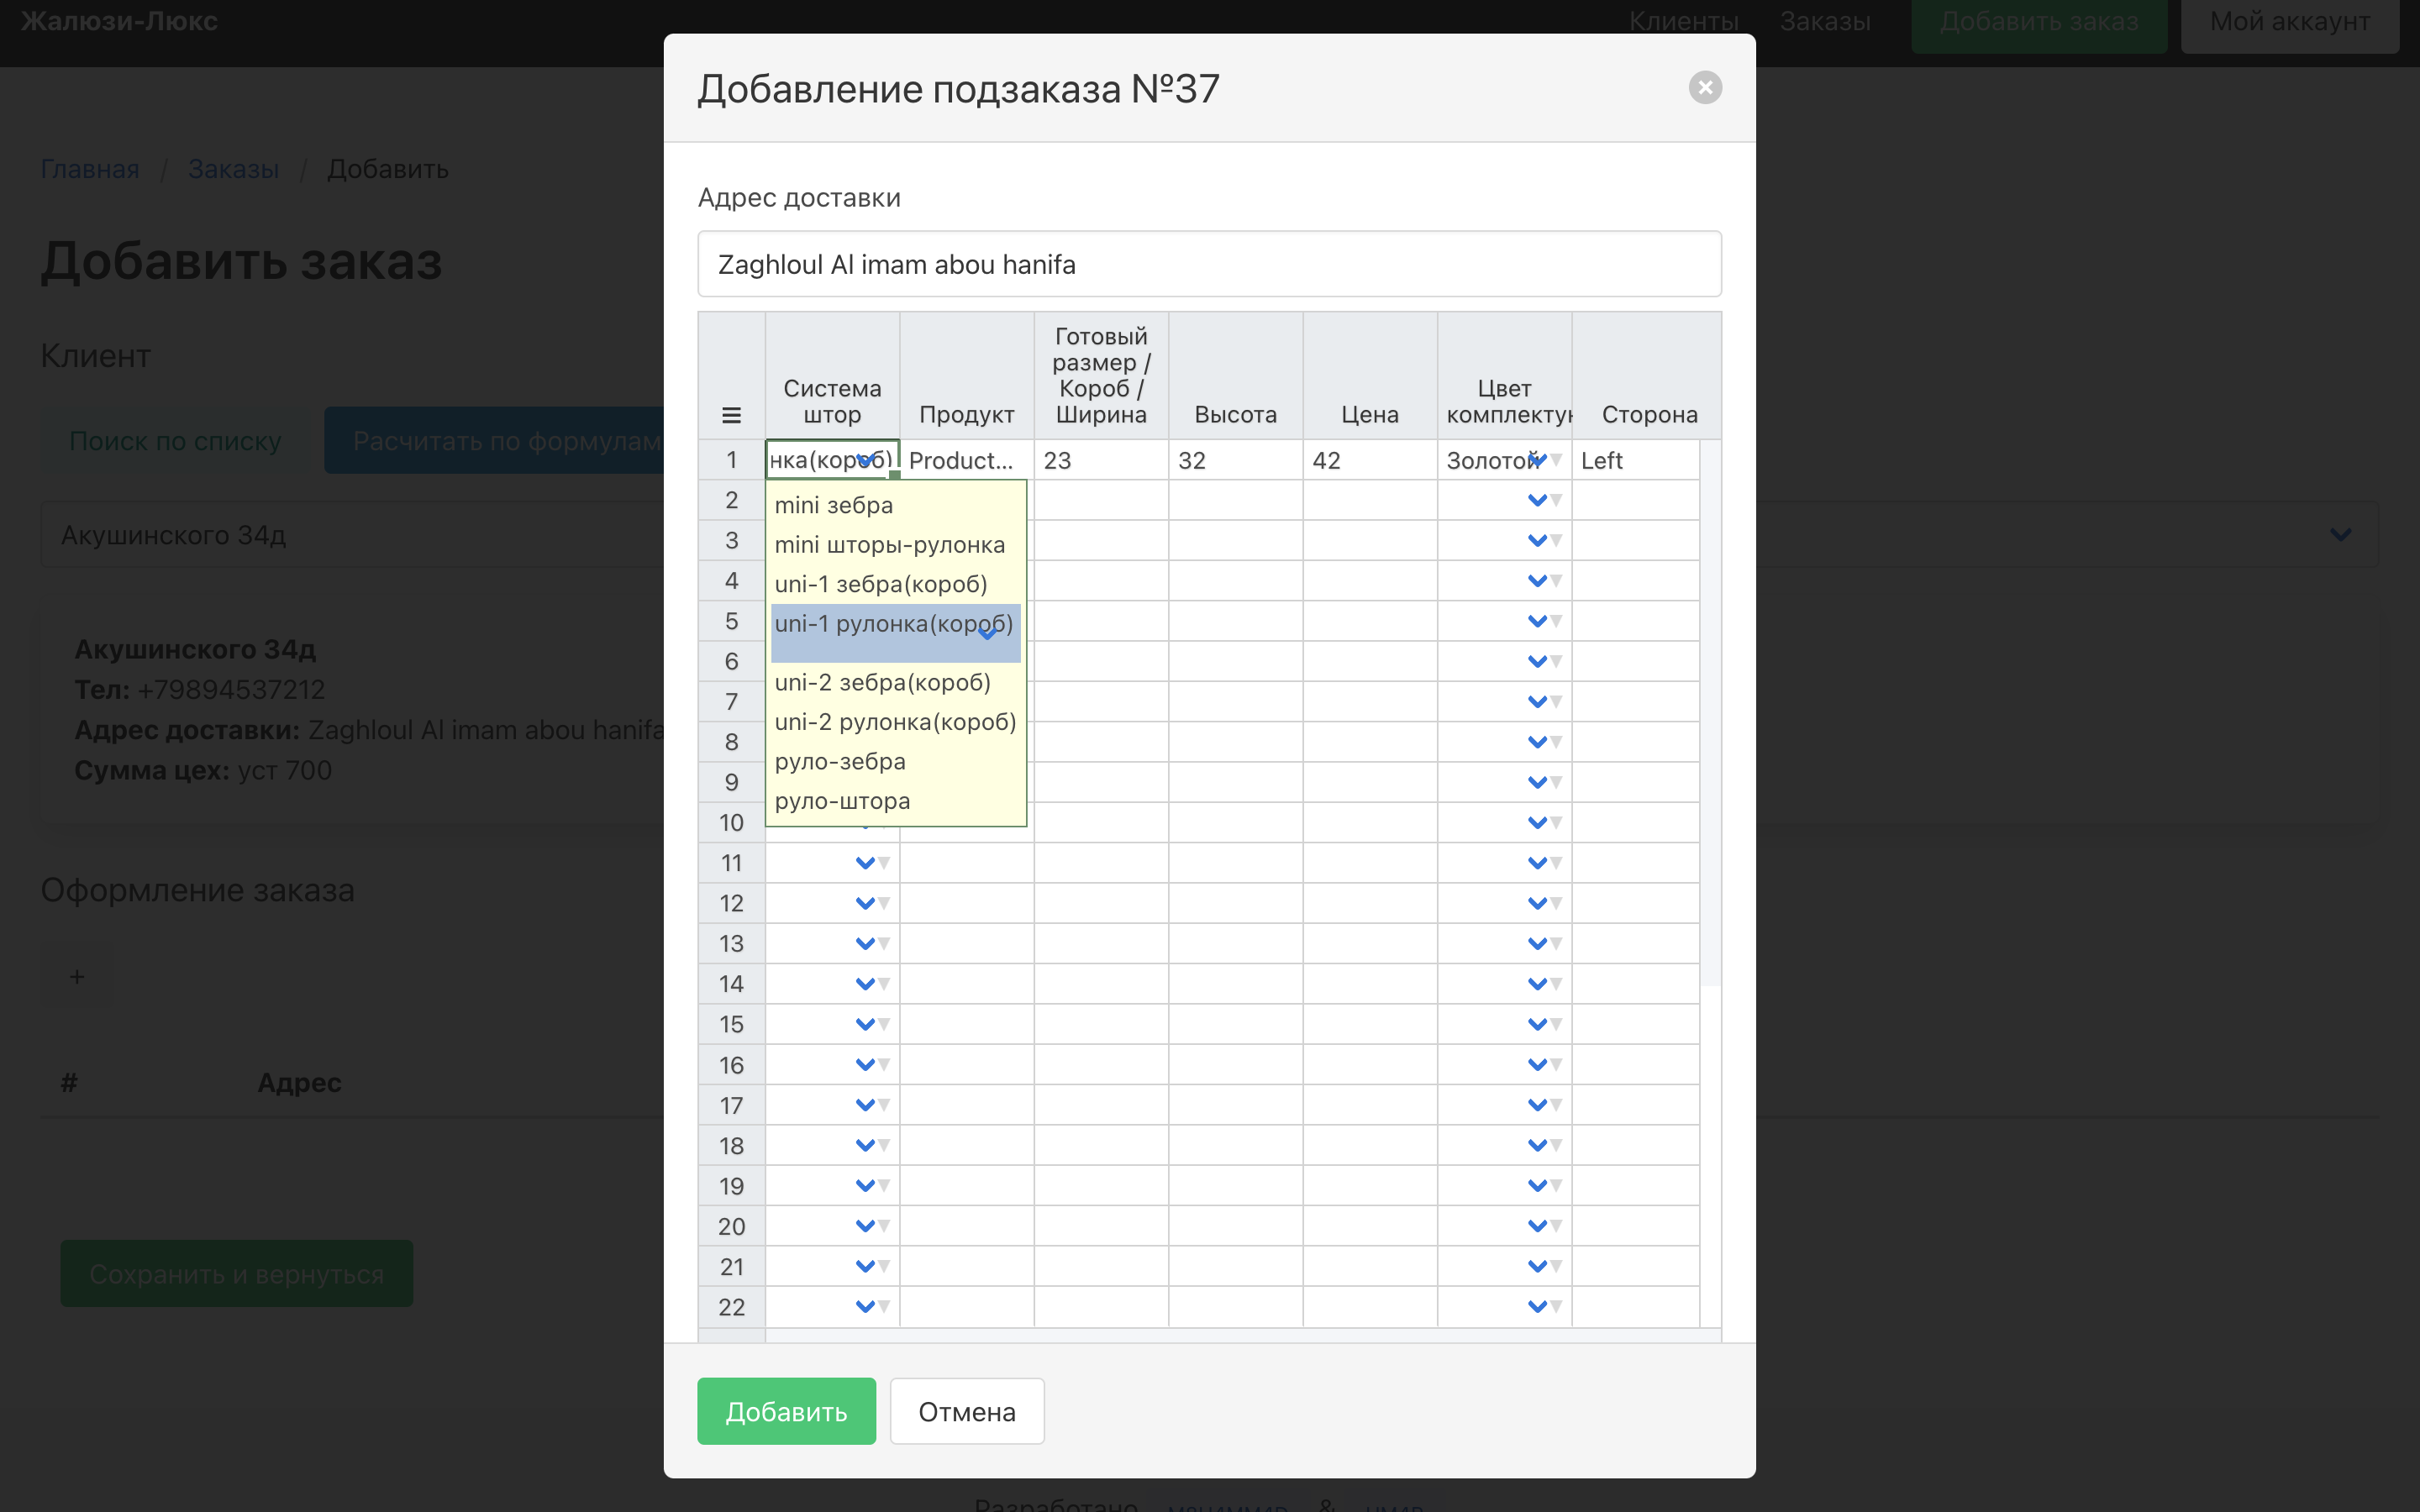 Жалюзи-Люкс
Клиенты Заказы Добавить заказ Мой аккаунт
Главная / Заказы / Добавить
Добавить заказ
Клиент
Поиск по списку Расчитать по формулам
Акушинского 34д
Акушинского 34д
Тел: +79894537212
Адрес доставки: Zaghloul Al imam abou hanifa
Сумма цех: уст 700
Оформление заказа
+
# Адрес
Сохранить и вернуться
Добавление подзаказа №37
Адрес доставки
Zaghloul Al imam abou hanifa
Система штор Продукт Готовый размер / Короб / Ширина Высота Цена Цвет комплекту Сторона
1 нка(короб) Product... 23 32 42 Золотой Left
mini зебра
mini шторы-рулонка
uni-1 зебра(короб)
uni-1 рулонка(короб)
uni-2 зебра(короб)
uni-2 рулонка(короб)
руло-зебра
руло-штора
2
3
4
5
6
7
8
9
10
11
12
13
14
15
16
17
18
19
20
21
22
Добавить Отмена
Разработано &